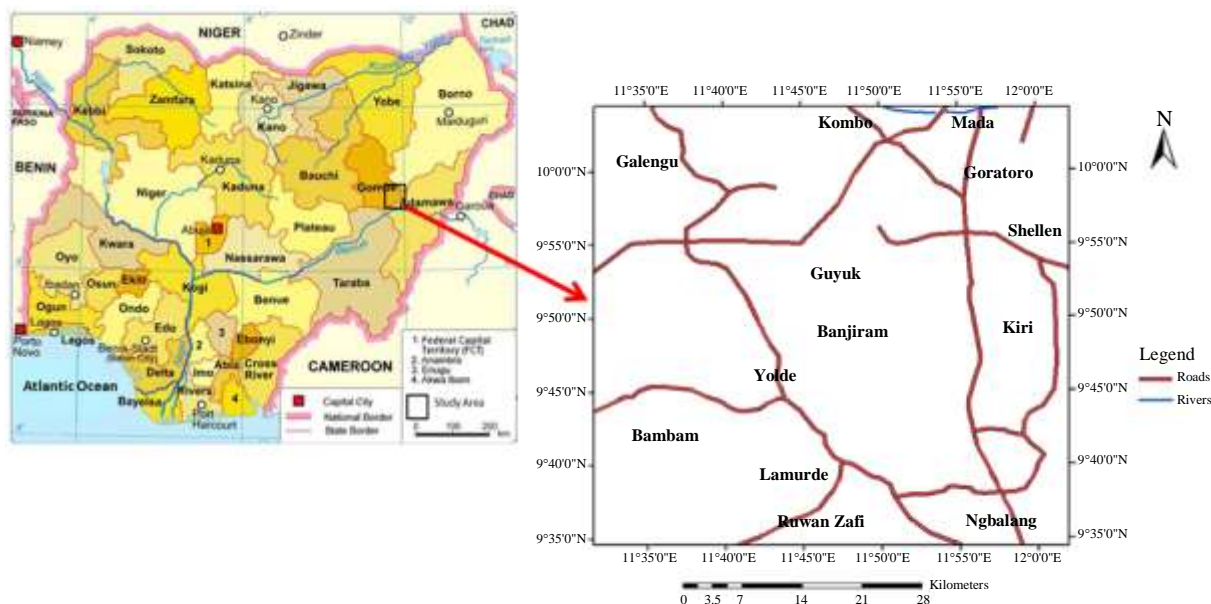 NIGER
Zinder
CHAD
Niamey
Sokoto
Katsina
Jigawa
Kebbi
Zamfara
Kano
Kano
Yobe
Borno
Maiduguri
BENIN
Kaduna
Kaduna
Bauchi
Gombe
Adamawa
Garoua
Niger
Abuja
1
Plateau
Kwara
Nassarawa
Oyo
Taraba
Ibadan
Osun
Ekiti
Kogi
Benue
Ogun
Ondo
Lagos
Lagos
Edo
3
Ebonyi
Porto
Novo
2
Delta
Imo
Abia
Cross
River
CAMEROON
Atlantic Ocean
Rivers
4
Bayelsa
Port
Harcourt
1 Federal Capital
Territory (FCT)
2. Anambra
3. Enugu
4. Akwa Ibom
Capital City
National Border
State Border
Study Area
0 100 200
km
11°35'0"E 11°40'0"E 11°45'0"E 11°50'0"E 11°55'0"E 12°0'0"E
10°0'0"N
9°55'0"N
9°50'0"N
9°45'0"N
9°40'0"N
9°35'0"N
Kombo
Mada
Galengu
Goratoro
Shellen
Guyuk
Banjiram
Kiri
Yolde
Bambam
Lamurde
Ruwan Zafi
Ngbalang
10°0'0"N
9°55'0"N
9°50'0"N
9°45'0"N
9°40'0"N
9°35'0"N
11°35'0"E 11°40'0"E 11°45'0"E 11°50'0"E 11°55'0"E 12°0'0"E
N
Legend
Roads
Rivers
Kilometers
0 3.5 7 14 21 28